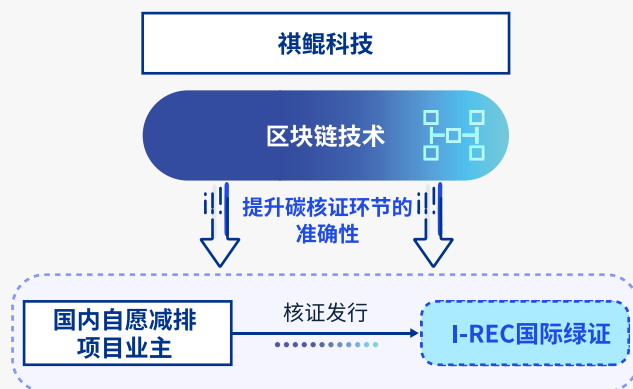 祺鲲科技
区块链技术
提升碳核证环节的
准确性
国内自愿减排
项目业主
核证发行
I-REC国际绿证